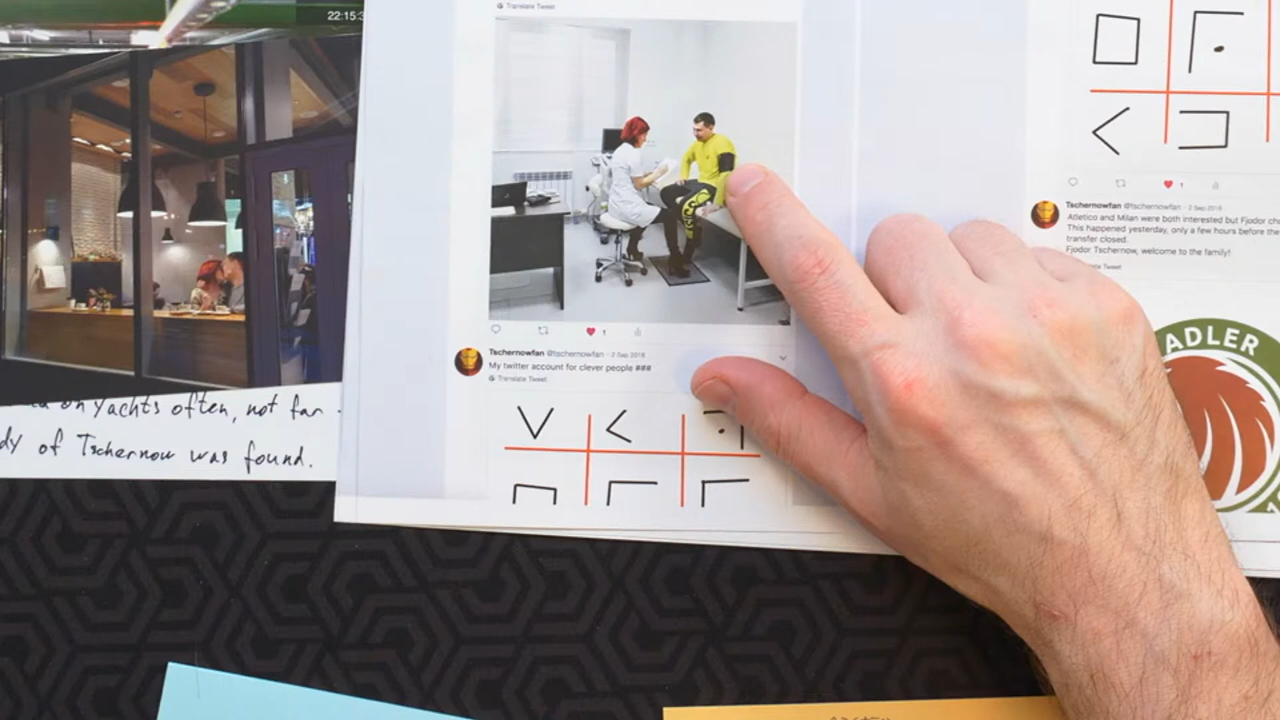 22:15:3
on yachts often, not far
dy of Tschernow was found.
Translate Tweet
1
Tschernowfan @tschernowfan · 2 Sep 2018
My twitter account for clever people ###
Translate Tweet
1
Tschernowfan @tschernowfan · 2 Sep 2018
Atletico and Milan were both interested but Fjodor ch
This happened yesterday, only a few hours before the
transfer closed.
Fjodor Tschernow, welcome to the family!
Tweet
ADLER